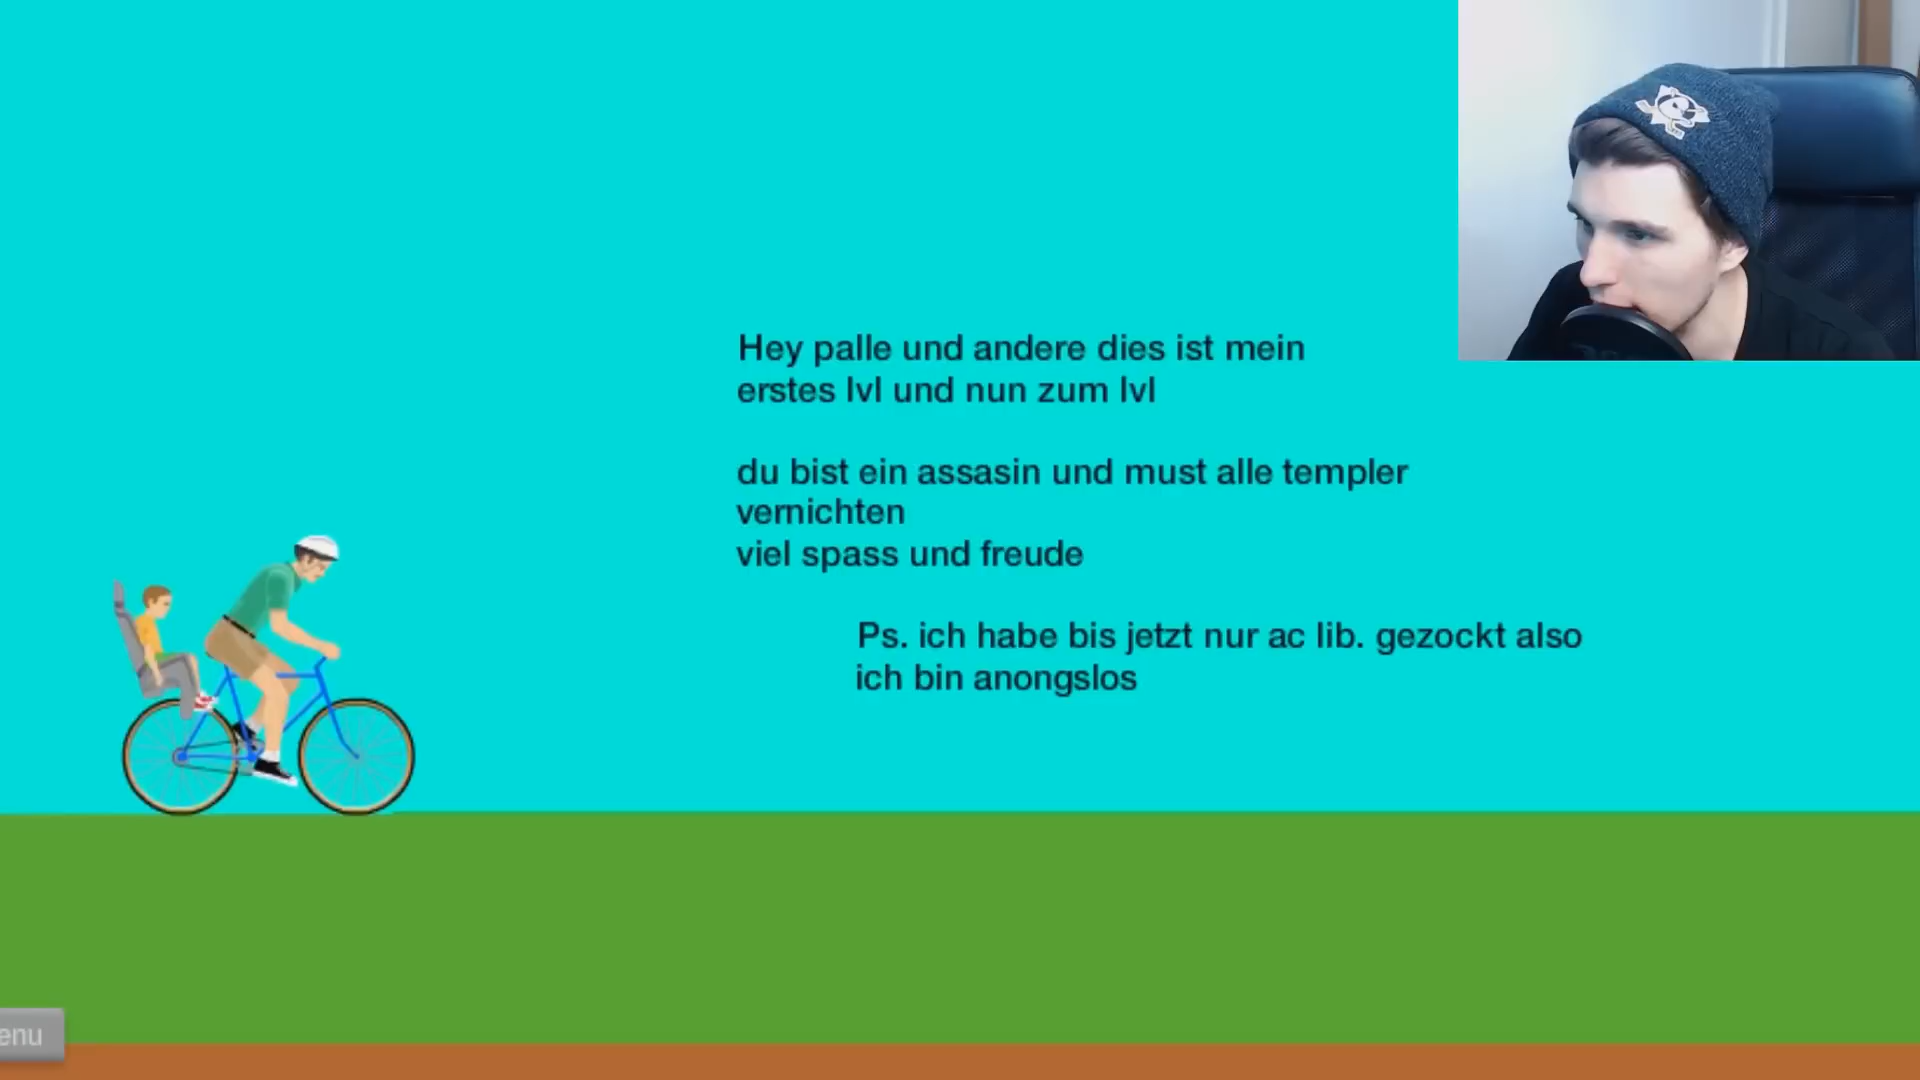 Hey palle und andere dies ist mein
erstes lvl und nun zum lvl
du bist ein assasin und must alle templer
vernichten
viel spass und freude
Ps. ich habe bis jetzt nur ac lib. gezockt also
ich bin anongslos
enu